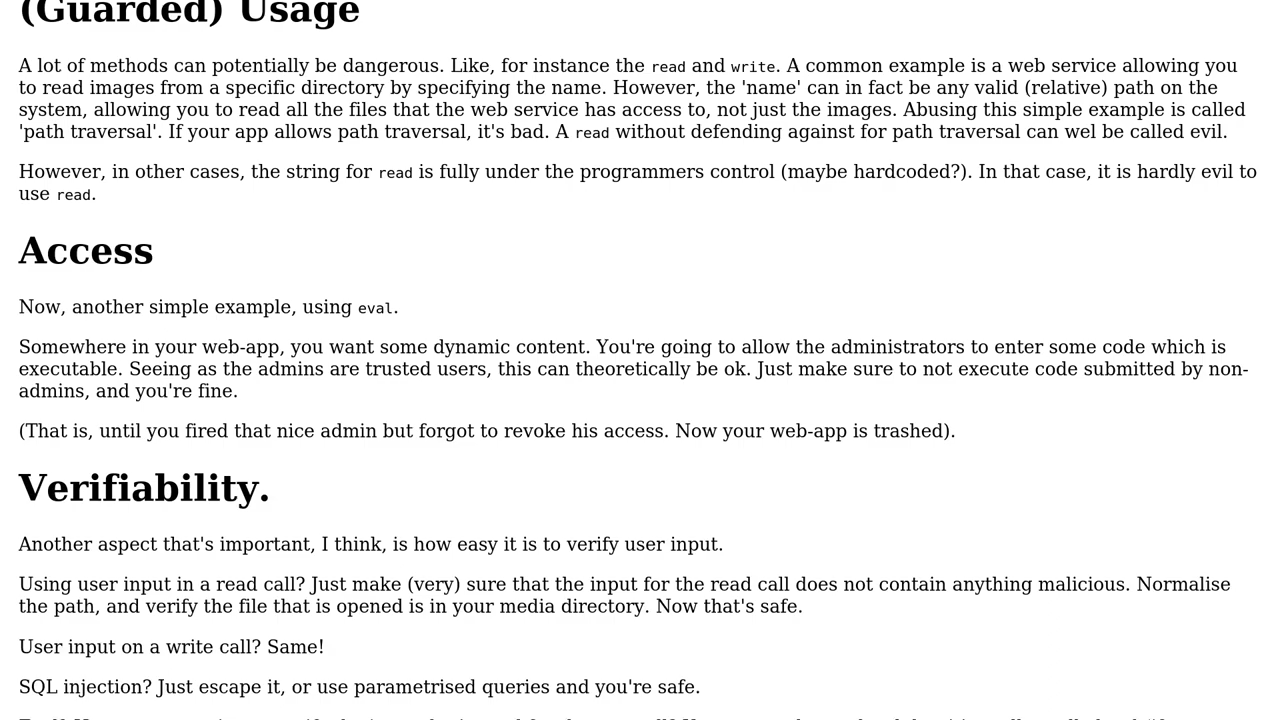 (Guarded) Usage
A lot of methods can potentially be dangerous. Like, for instance the read and write. A common example is a web service allowing you
to read images from a specific directory by specifying the name. However, the 'name' can in fact be any valid (relative) path on the
system, allowing you to read all the files that the web service has access to, not just the images. Abusing this simple example is called
'path traversal'. If your app allows path traversal, it's bad. A read without defending against for path traversal can wel be called evil.
However, in other cases, the string for read is fully under the programmers control (maybe hardcoded?). In that case, it is hardly evil to
use read.
Access
Now, another simple example, using eval.
Somewhere in your web-app, you want some dynamic content. You're going to allow the administrators to enter some code which is
executable. Seeing as the admins are trusted users, this can theoretically be ok. Just make sure to not execute code submitted by non-
admins, and you're fine.
(That is, until you fired that nice admin but forgot to revoke his access. Now your web-app is trashed).
Verifiability.
Another aspect that's important, I think, is how easy it is to verify user input.
Using user input in a read call? Just make (very) sure that the input for the read call does not contain anything malicious. Normalise
the path, and verify the file that is opened is in your media directory. Now that's safe.
User input on a write call? Same!
SQL injection? Just escape it, or use parametrised queries and you're safe.